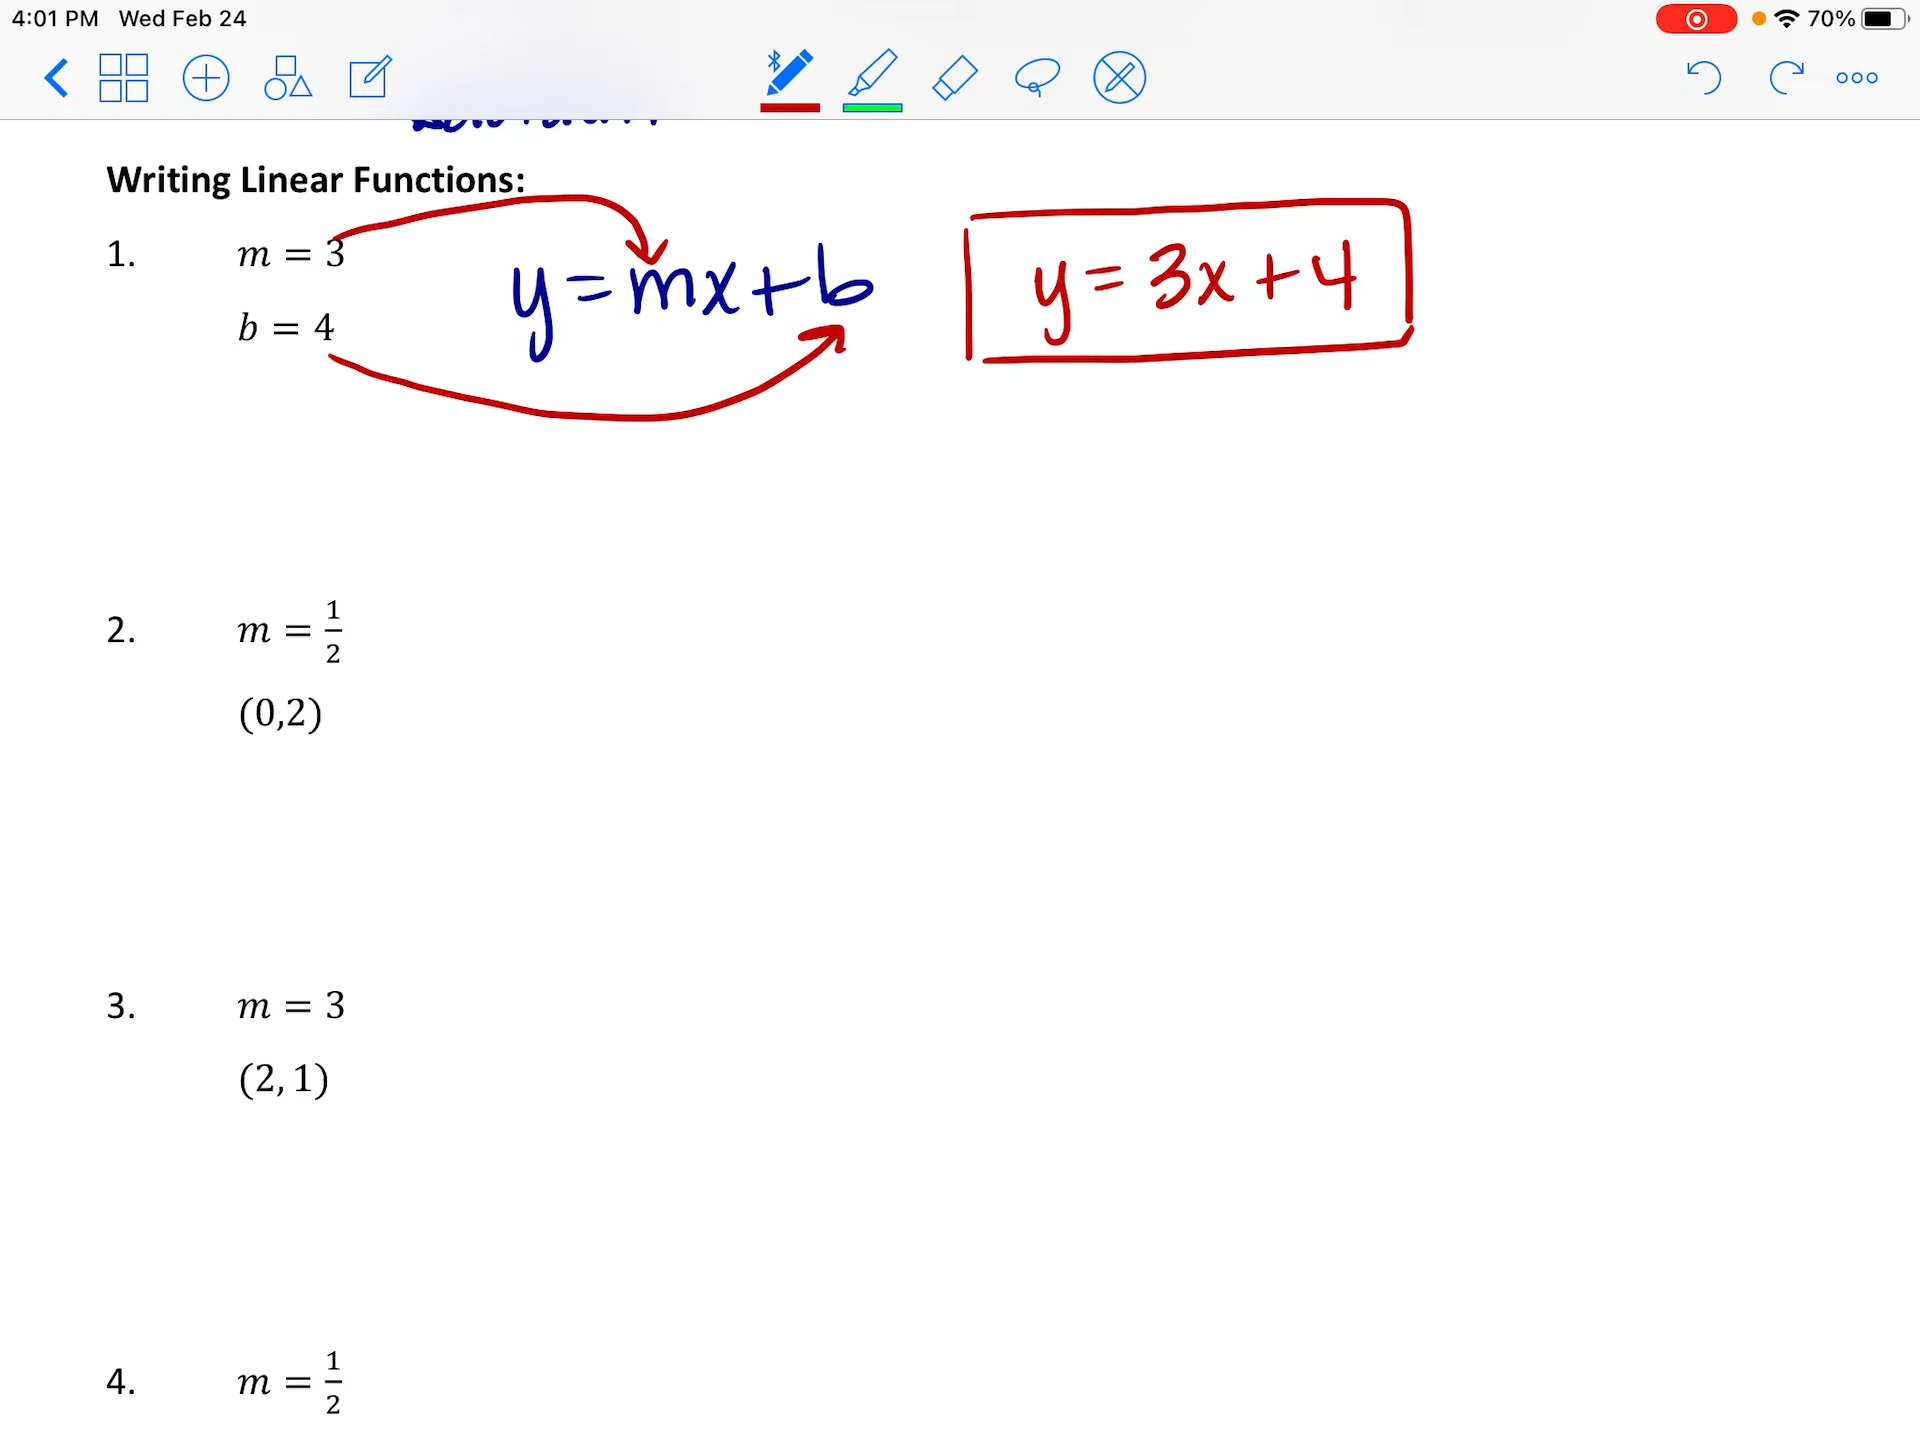 4:01 PM Wed Feb 24
70%
Writing Linear Functions:
1. m = 3
b = 4
y = mx + b
y = 3x + 4
2. m = 1/2
(0,2)
3. m = 3
(2, 1)
4. m = 1/2